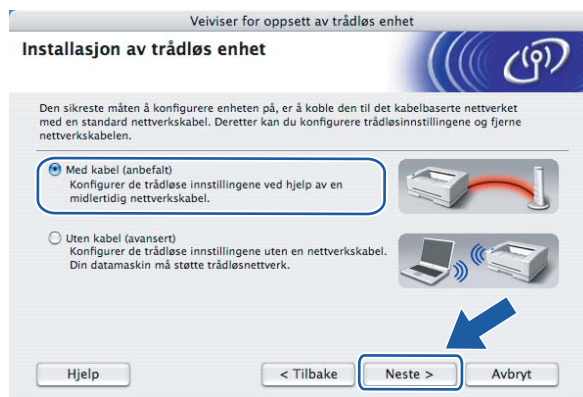 Veiviser for oppsett av trådløs enhet
Installasjon av trådløs enhet
Den sikreste måten å konfigurere enheten på, er å koble den til det kabelbaserte nettverket
med en standard nettverkskabel. Deretter kan du konfigurere trådløsinnstillingene og fjerne
nettverkskabelen.
Med kabel (anbefalt)
Konfigurer de trådløse innstillingene ved hjelp av en
midlertidig nettverkskabel.
Uten kabel (avansert)
Konfigurer de trådløse innstillingene uten en nettverkskabel.
Din datamaskin må støtte trådløsnettverk.
Hjelp
< Tilbake
Neste >
Avbryt